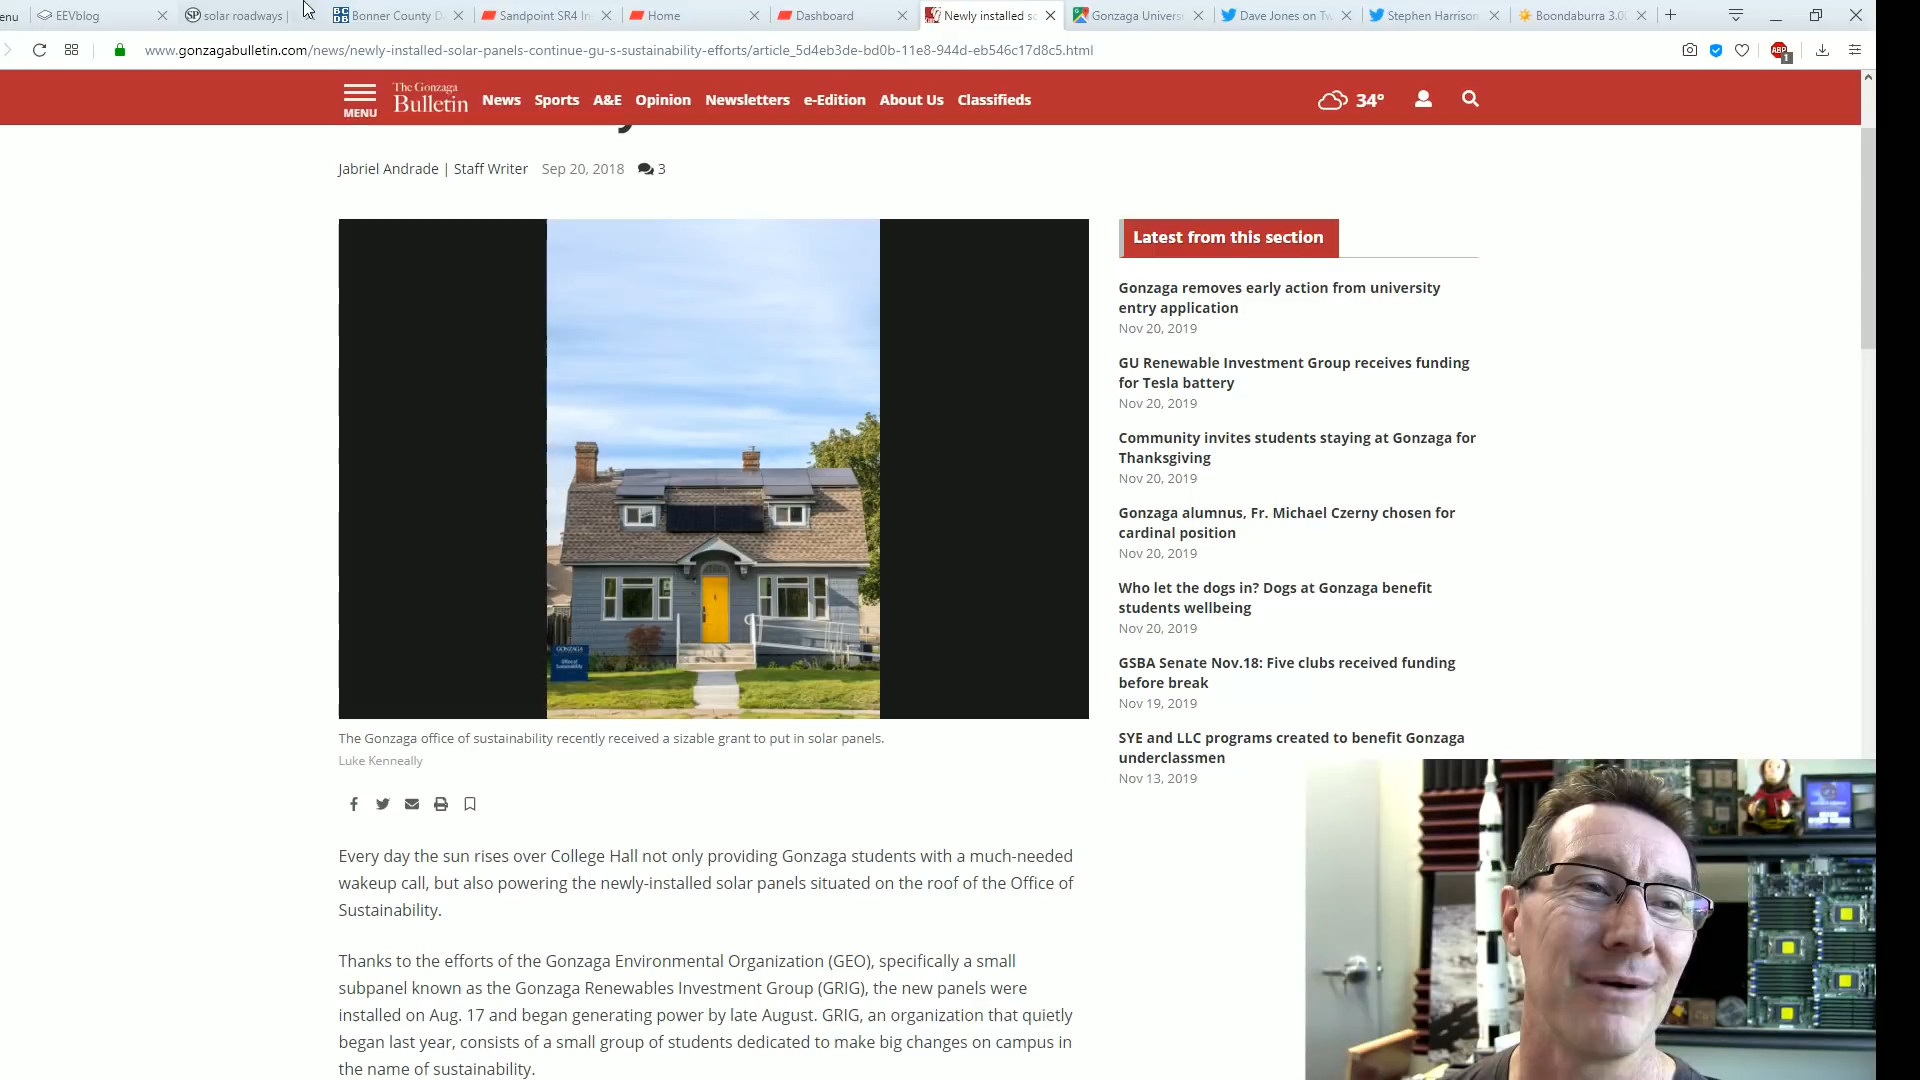 enu
EEVblog
solar roadways |
Bonner County D
Sandpoint SR4 In
Home
Dashboard
Newly installed so
Gonzaga Univers
Dave Jones on Tw
Stephen Harrison
Boondaburra 3.0
www.gonzagabulletin.com/news/newly-installed-solar-panels-continue-gu-s-sustainability-efforts/article_5d4eb3de-bd0b-11e8-944d-eb546c17d8c5.html
ABP
1
MENU
The Gonzaga
Bulletin
News Sports A&E Opinion Newsletters e-Edition About Us Classifieds
34°
Jabriel Andrade | Staff Writer Sep 20, 2018 3
GONZAGA
Office of
Sustainability
The Gonzaga office of sustainability recently received a sizable grant to put in solar panels.
Luke Kenneally
Every day the sun rises over College Hall not only providing Gonzaga students with a much-needed
wakeup call, but also powering the newly-installed solar panels situated on the roof of the Office of
Sustainability.
Thanks to the efforts of the Gonzaga Environmental Organization (GEO), specifically a small
subpanel known as the Gonzaga Renewables Investment Group (GRIG), the new panels were
installed on Aug. 17 and began generating power by late August. GRIG, an organization that quietly
began last year, consists of a small group of students dedicated to make big changes on campus in
the name of sustainability.
Latest from this section
Gonzaga removes early action from university
entry application
Nov 20, 2019
GU Renewable Investment Group receives funding
for Tesla battery
Nov 20, 2019
Community invites students staying at Gonzaga for
Thanksgiving
Nov 20, 2019
Gonzaga alumnus, Fr. Michael Czerny chosen for
cardinal position
Nov 20, 2019
Who let the dogs in? Dogs at Gonzaga benefit
students wellbeing
Nov 20, 2019
GSBA Senate Nov.18: Five clubs received funding
before break
Nov 19, 2019
SYE and LLC programs created to benefit Gonzaga
underclassmen
Nov 13, 2019